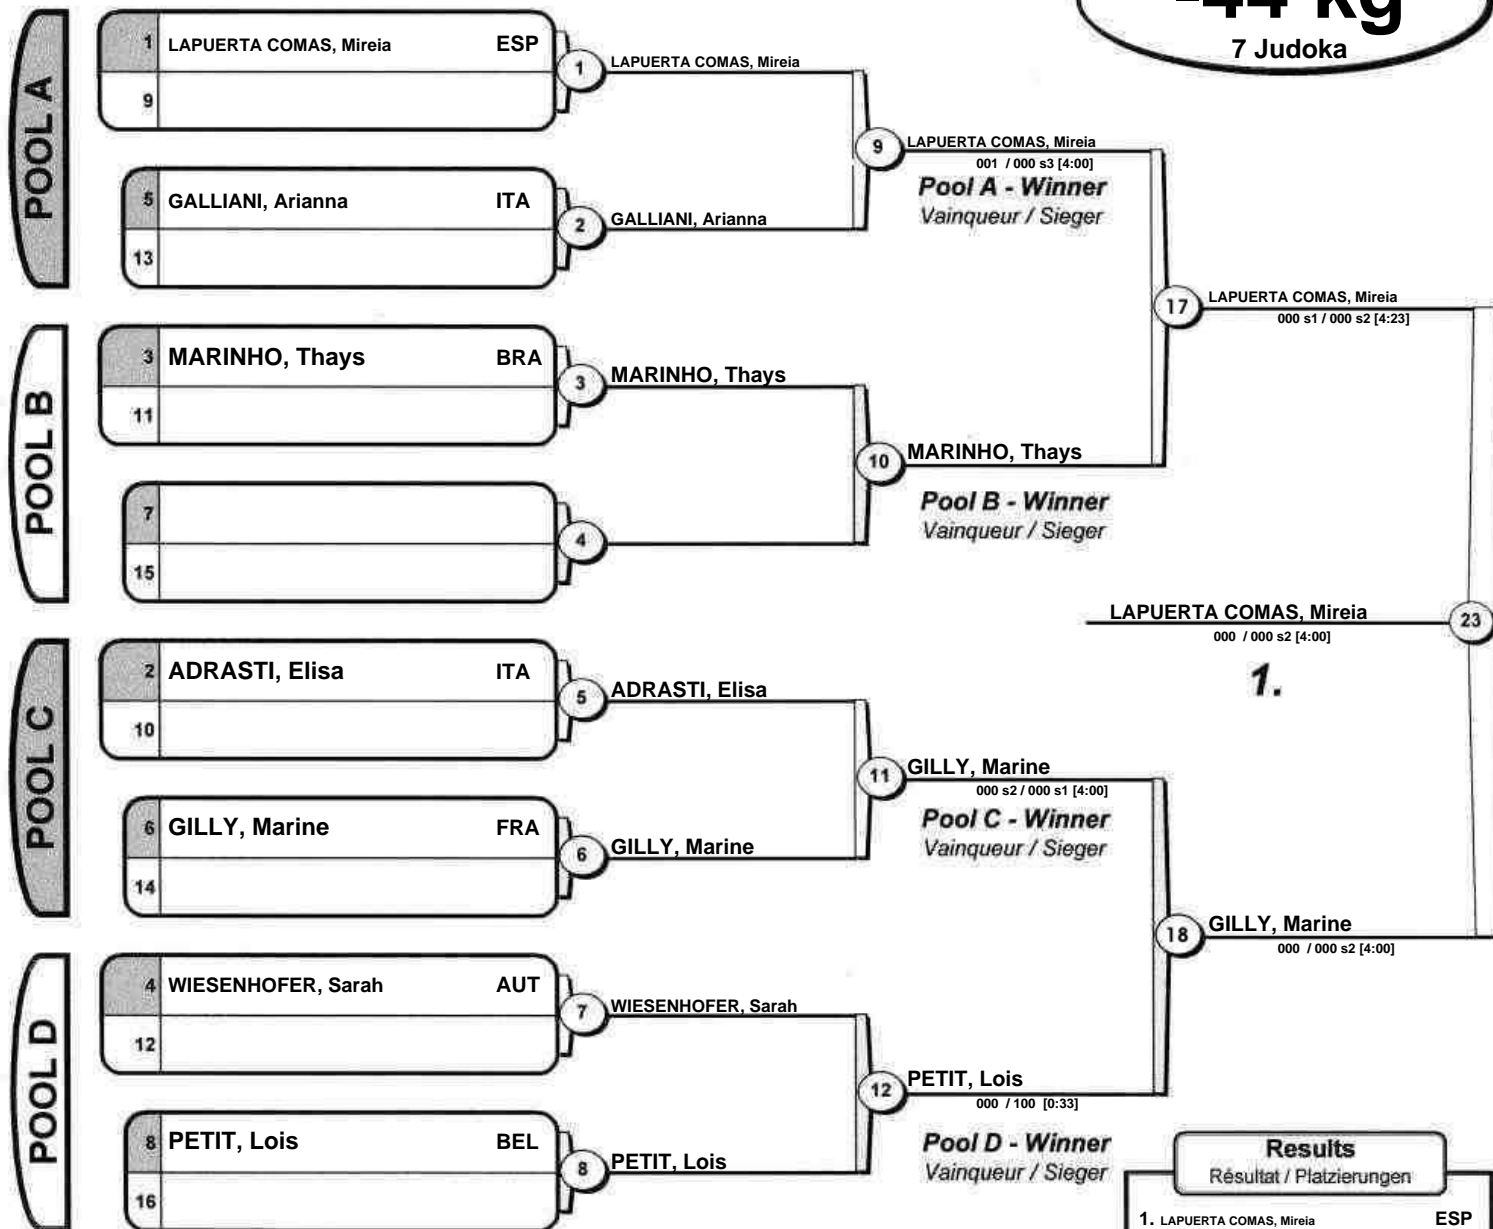 -44 kg
7 Judoka
POOL A
1 LAPUERTA COMAS, Mireia ESP
9
1
LAPUERTA COMAS, Mireia
5 GALLIANI, Arianna ITA
13
2
GALLIANI, Arianna
9
LAPUERTA COMAS, Mireia
001 / 000 s3 [4:00]
Pool A - Winner
Vainqueur / Sieger
POOL B
3 MARINHO, Thays BRA
11
3
MARINHO, Thays
7
15
4
10
MARINHO, Thays
Pool B - Winner
Vainqueur / Sieger
17
LAPUERTA COMAS, Mireia
000 s1 / 000 s2 [4:23]
LAPUERTA COMAS, Mireia
000 / 000 s2 [4:00]
1.
23
POOL C
2 ADRASTI, Elisa ITA
10
5
ADRASTI, Elisa
6 GILLY, Marine FRA
14
6
GILLY, Marine
11
GILLY, Marine
000 s2 / 000 s1 [4:00]
Pool C - Winner
Vainqueur / Sieger
18
GILLY, Marine
000 / 000 s2 [4:00]
POOL D
4 WIESENHOFER, Sarah AUT
12
7
WIESENHOFER, Sarah
8 PETIT, Lois BEL
16
8
PETIT, Lois
12
PETIT, Lois
000 / 100 [0:33]
Pool D - Winner
Vainqueur / Sieger
Results
Résultat / Platzierungen
1. LAPUERTA COMAS, Mireia ESP